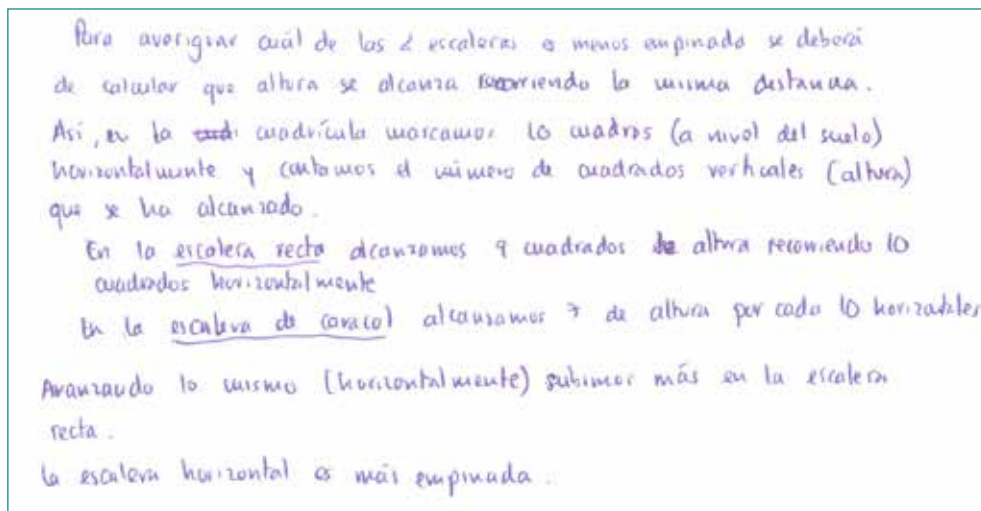 Para averiguar cuál de las 2 escaleras es menos empinada se deberá
de calcular que altura se alcanza recorriendo la misma distancia.
Así, en la cuadrícula marcamos 10 cuadros (a nivel del suelo)
horizontalmente y contamos el número de cuadrados verticales (altura)
que se ha alcanzado.
En la escalera recta alcanzamos 9 cuadrados de altura recorriendo 10
cuadrados horizontalmente
En la escalera de caracol alcanzamos 7 de altura por cada 10 horizontales
Avanzando lo mismo (horizontalmente) subimos más en la escalera
recta.
la escalera horizontal es más empinada.